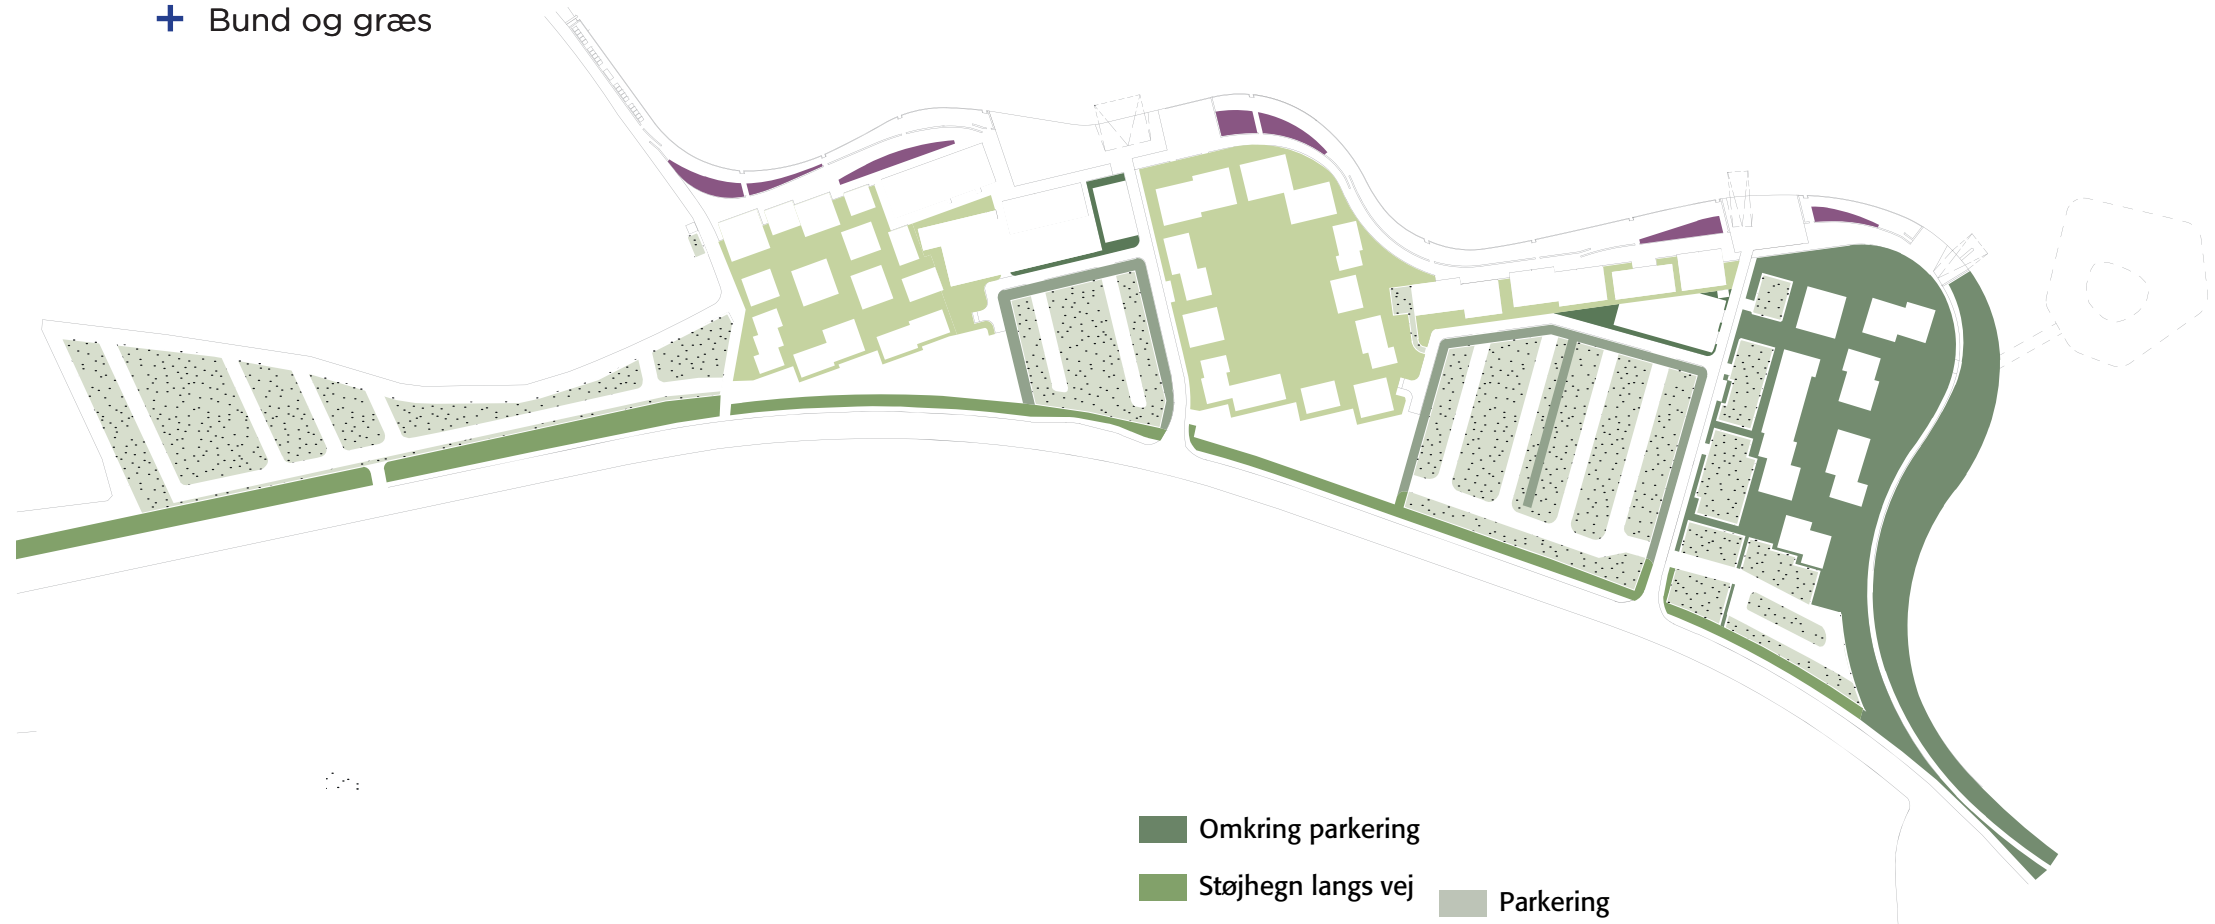 + Bund og græs
Omkring parkering
Støjhegn langs vej
Parkering